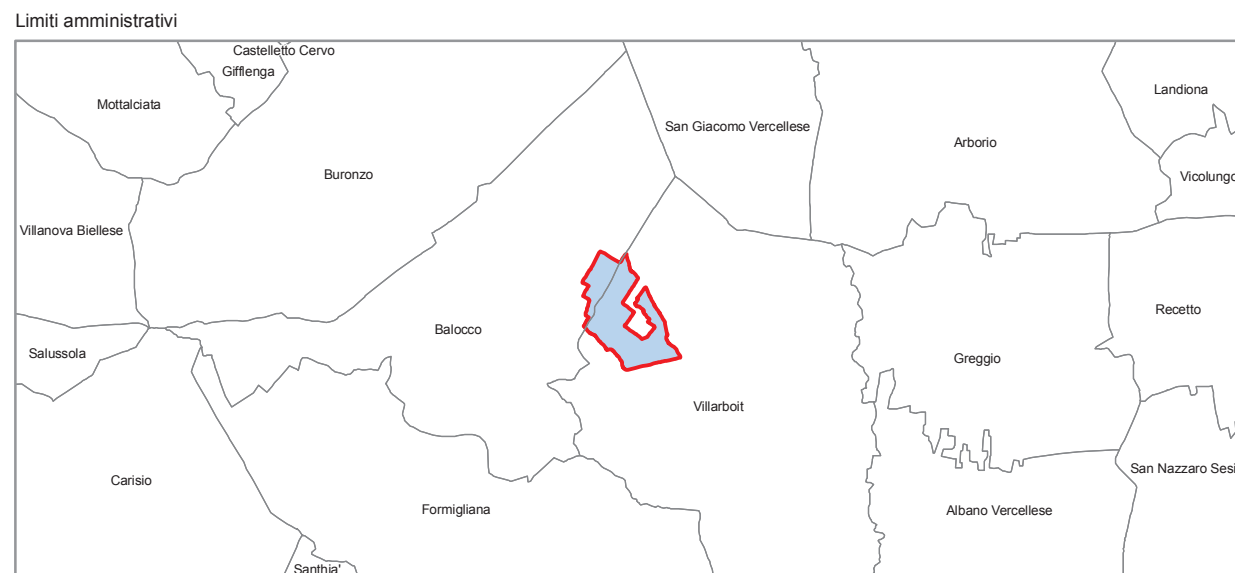 Limiti amministrativi
Castelletto Cervo
Gifflenga
Mottalciata
Landiona
San Giacomo Vercellese
Arborio
Buronzo
Vicolungo
Villanova Biellese
Recetto
Balocco
Salussola
Greggio
Villarboit
San Nazzaro Sesi
Carisio
Formigliana
Albano Vercellese
Santhia'